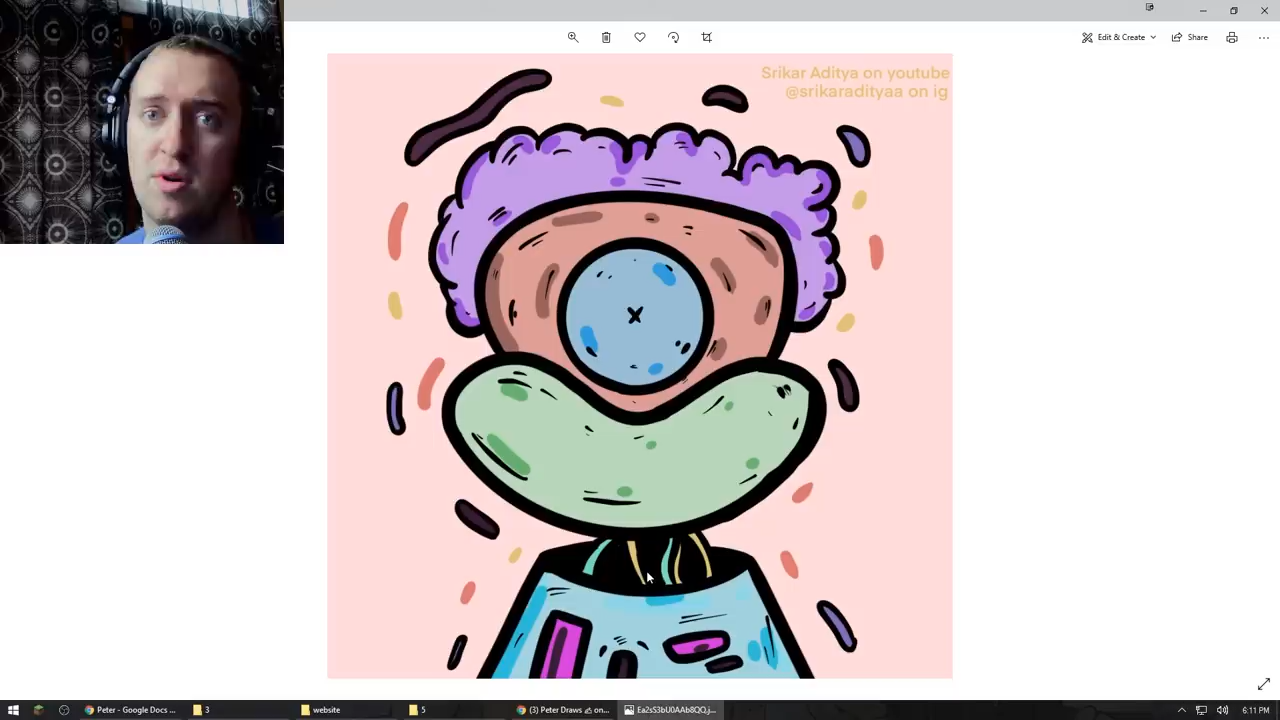 Edit & Create
Share
Srikar Aditya on youtube
@srikaradityaa on ig
Peter - Google Docs ...
3
website
5
(3) Peter Draws ✍ on...
Ea2sS3bU0AAb8QQ.j...
6:11 PM